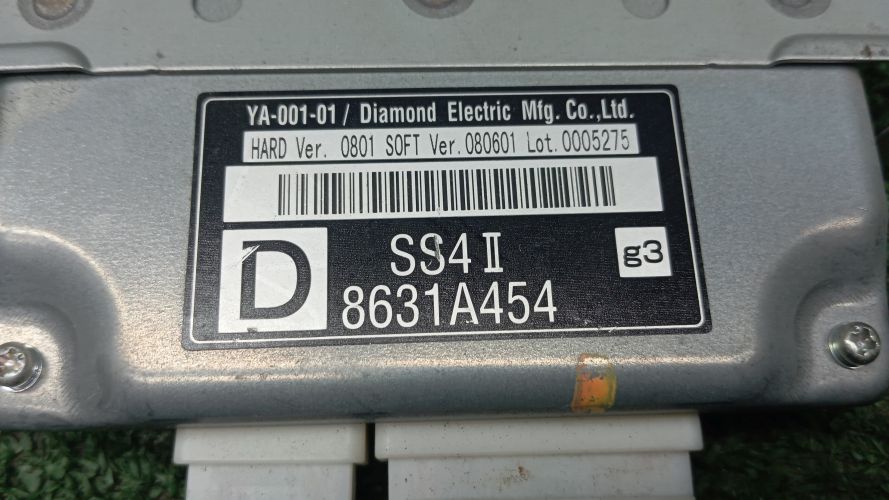 YA-001-01 / Diamond Electric Mfg. Co.,Ltd.
HARD Ver. 0801 SOFT Ver.080601 Lot.0005275
D
SS4 II
g3
8631A454